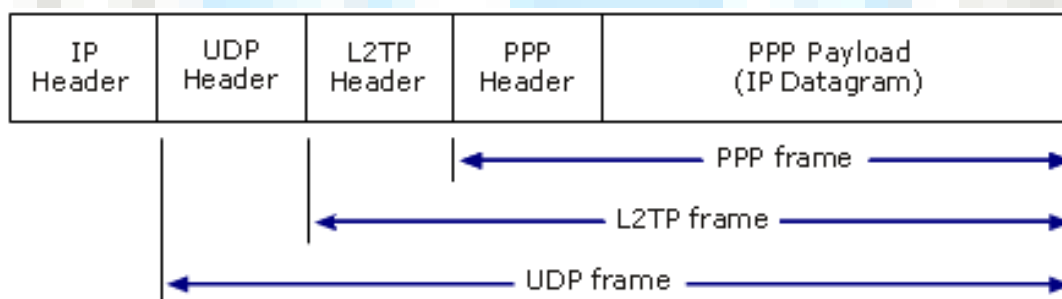 IP
Header
UDP
Header
L2TP
Header
PPP
Header
PPP Payload
(IP Datagram)
PPP frame
L2TP frame
UDP frame